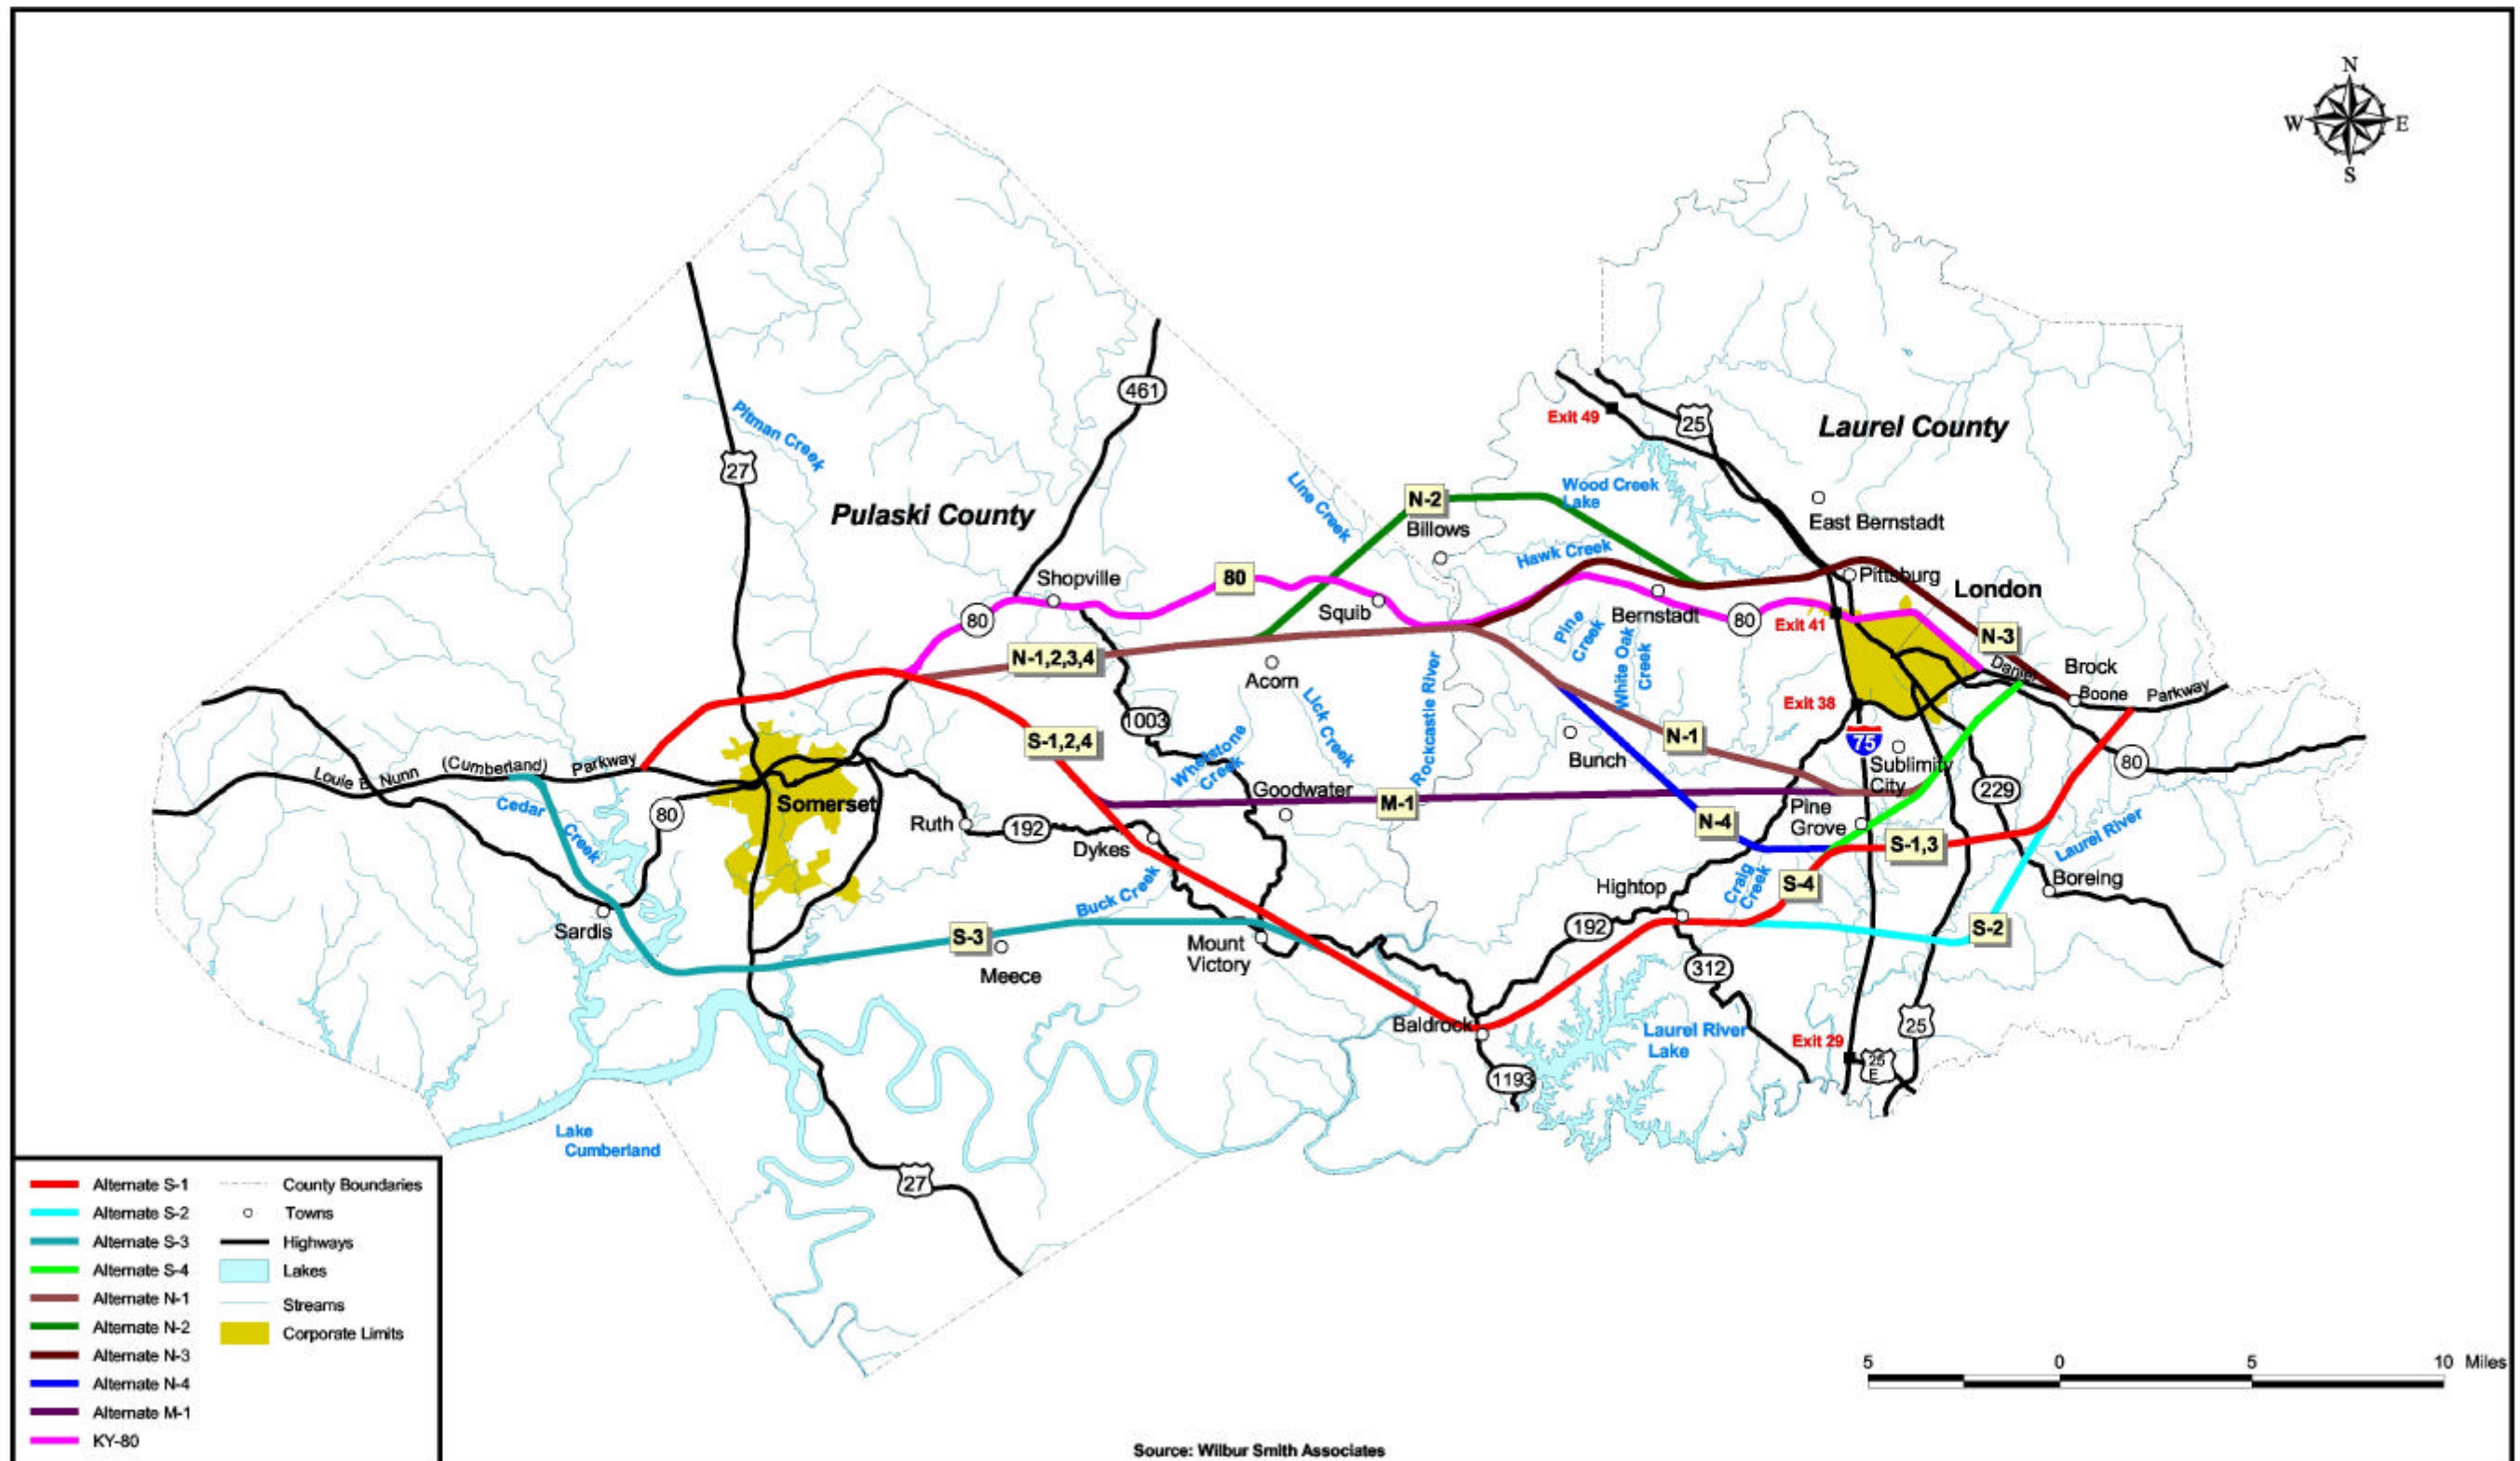 N
W E
S
461
Exit 49
25
Laurel County
Pitman Creek
27
Pulaski County
Line Creek
N-2
Billows
Wood Creek
Lake
East Bernstadt
Hawk Creek
Shopville
80
Squib
Pittsburg
London
80
Bernstadt
80
Exit 41
Pine
Creek
White Oak
Creek
N-3
N-1,2,3,4
Acorn
Daniel
Brock
Boone Parkway
Lick Creek
Rockcastle River
Exit 38
1003
S-1,2,4
N-1
75
Bunch
Whetstone
Creek
Sublimity
City
80
Louie B. Nunn (Cumberland) Parkway
Cedar
Creek
80
Somerset
Goodwater
M-1
Pine
Grove
229
Ruth
192
Dykes
N-4
S-1,3
Laurel River
Hightop
Craig
Creek
S-4
Boreing
Buck Creek
Sardis
S-3
Meece
Mount
Victory
192
S-2
312
Baldrock
Laurel River
Lake
Exit 29
25
25
E
1193
Lake
Cumberland
27
Alternate S-1
Alternate S-2
Alternate S-3
Alternate S-4
Alternate N-1
Alternate N-2
Alternate N-3
Alternate N-4
Alternate M-1
KY-80
County Boundaries
Towns
Highways
Lakes
Streams
Corporate Limits
5 0 5 10 Miles
Source: Wilbur Smith Associates